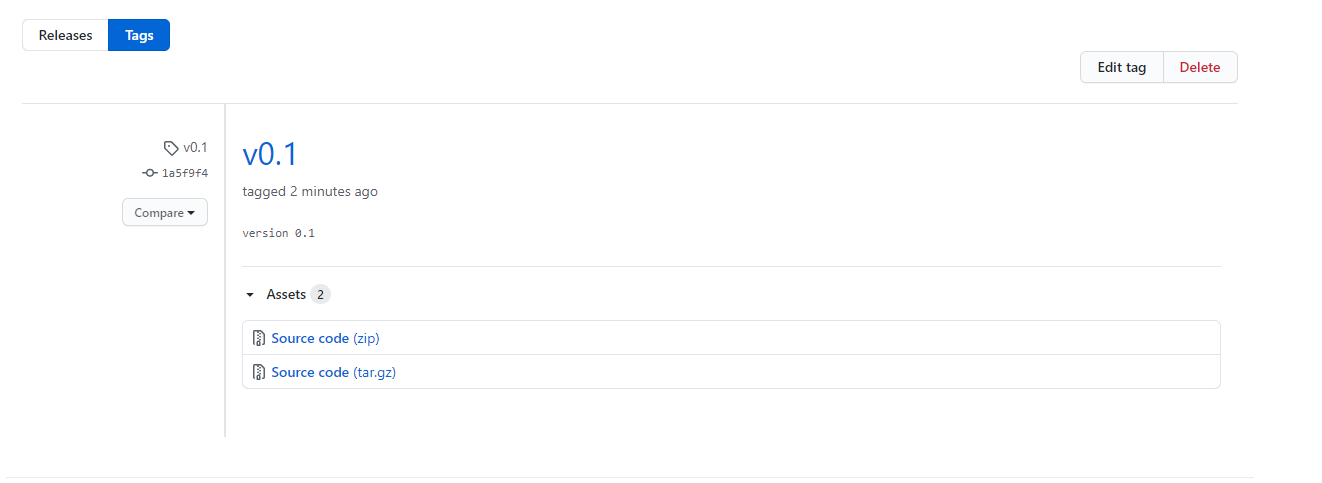 Releases Tags
Edit tag Delete
v0.1
1a5f9f4
Compare
v0.1
tagged 2 minutes ago
version 0.1
Assets 2
Source code (zip)
Source code (tar.gz)